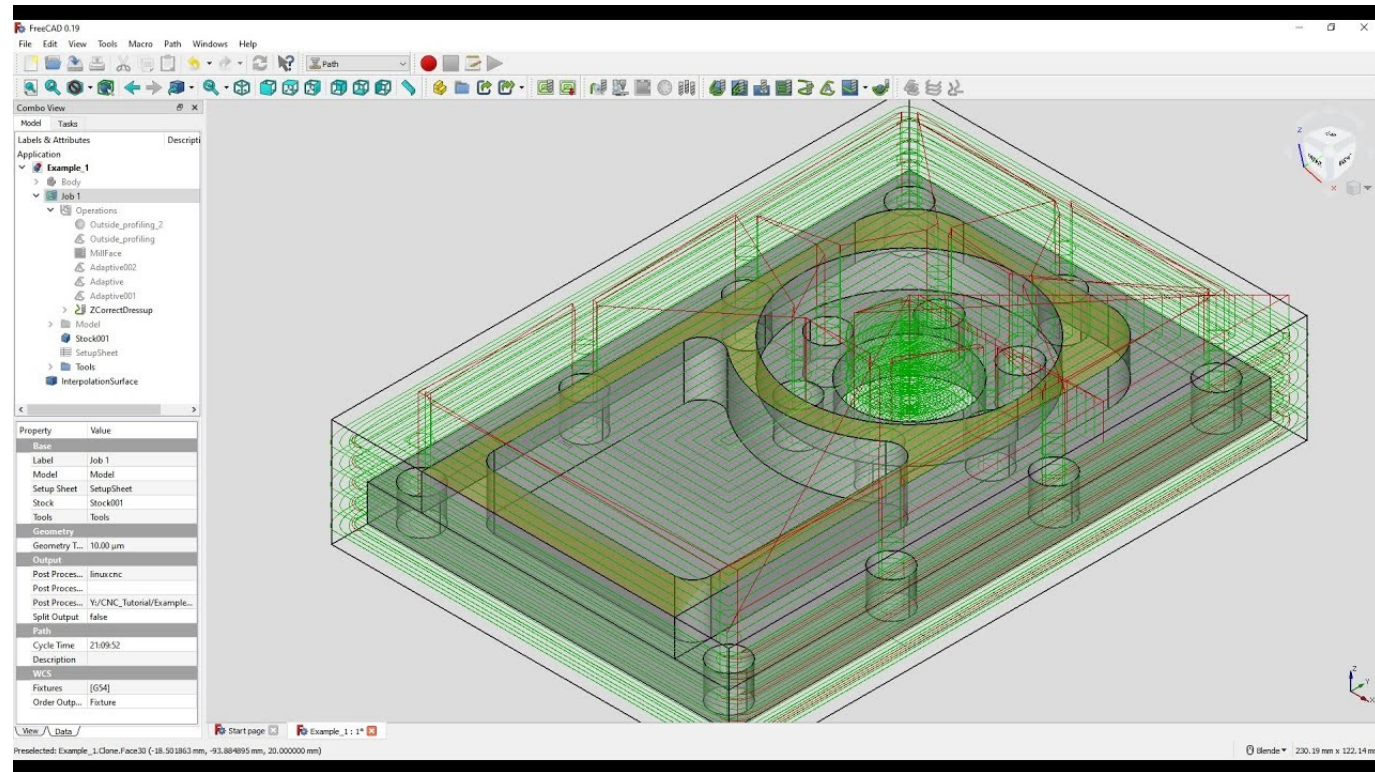 FreeCAD 0.19
File Edit View Tools Macro Path Windows Help
Path
Combo View
Model Tasks
Labels & Attributes Descripti
Application
Example_1
Body
Job 1
Operations
Outside_profiling_2
Outside_profiling
MillFace
Adaptive002
Adaptive
Adaptive001
ZCorrectDressup
Model
Stock001
SetupSheet
Tools
InterpolationSurface
Property Value
Base
Label Job 1
Model Model
Setup Sheet SetupSheet
Stock Stock001
Tools Tools
Geometry
Geometry T... 10.00 µm
Output
Post Proces... linuxcnc
Post Proces...
Post Proces... Y:/CNC_Tutorial/Example...
Split Output false
Path
Cycle Time 21:09:52
Description
WCS
Fixtures [G54]
Order Outp... Fixture
View Data
Start page Example_1 : 1*
Preselected: Example_1.Clone.Face30 (-18.501863 mm, -93.884895 mm, 20.000000 mm)
Blende 230.19 mm x 122.14 m
Z
X
Z
Y
X